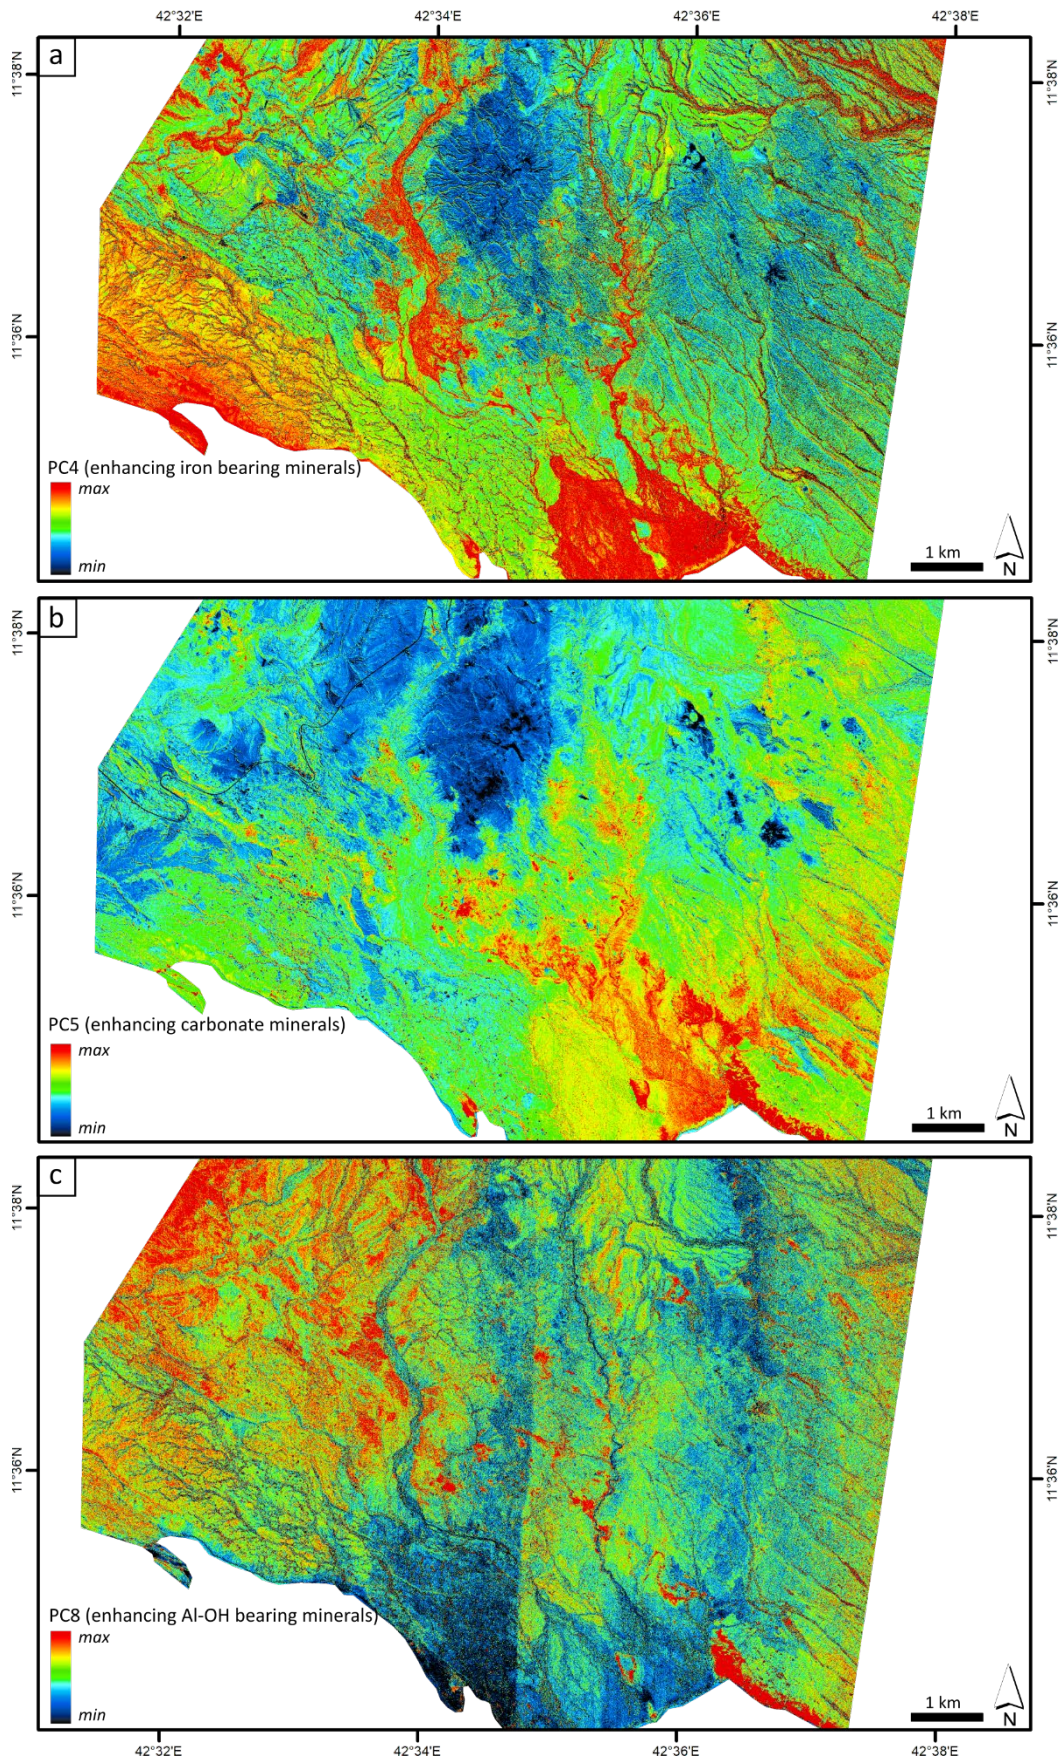 42°32'E 42°34'E 42°36'E 42°38'E
a
11°38'N 11°38'N
11°36'N 11°36'N
PC4 (enhancing iron bearing minerals)
max
min
1 km
N
b
11°38'N 11°38'N
11°36'N 11°36'N
PC5 (enhancing carbonate minerals)
max
min
1 km
N
c
11°38'N 11°38'N
11°36'N 11°36'N
PC8 (enhancing Al-OH bearing minerals)
max
min
1 km
N
42°32'E 42°34'E 42°36'E 42°38'E